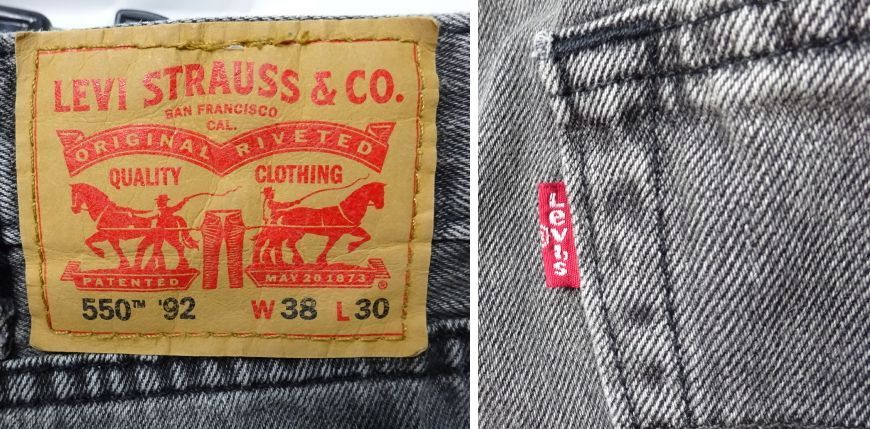 LEVI STRAUSS & CO.
SAN FRANCISCO
CAL.
ORIGINAL RIVETED
QUALITY CLOTHING
PATENTED MAY 20 1873 ®
550™ '92 W 38 L 30
Levi's